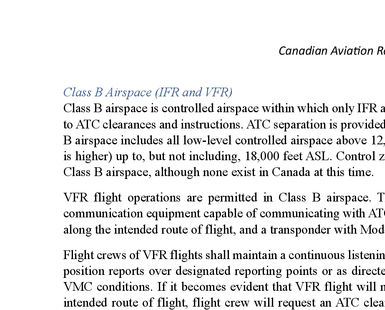 Canadian Aviation Re
Class B Airspace (IFR and VFR)
Class B airspace is controlled airspace within which only IFR a
to ATC clearances and instructions. ATC separation is provided
B airspace includes all low-level controlled airspace above 12,
is higher) up to, but not including, 18,000 feet ASL. Control z
Class B airspace, although none exist in Canada at this time.
VFR flight operations are permitted in Class B airspace. T
communication equipment capable of communicating with ATC
along the intended route of flight, and a transponder with Mod
Flight crews of VFR flights shall maintain a continuous listenin
position reports over designated reporting points or as directe
VMC conditions. If it becomes evident that VFR flight will n
intended route of flight, flight crew will request an ATC clea